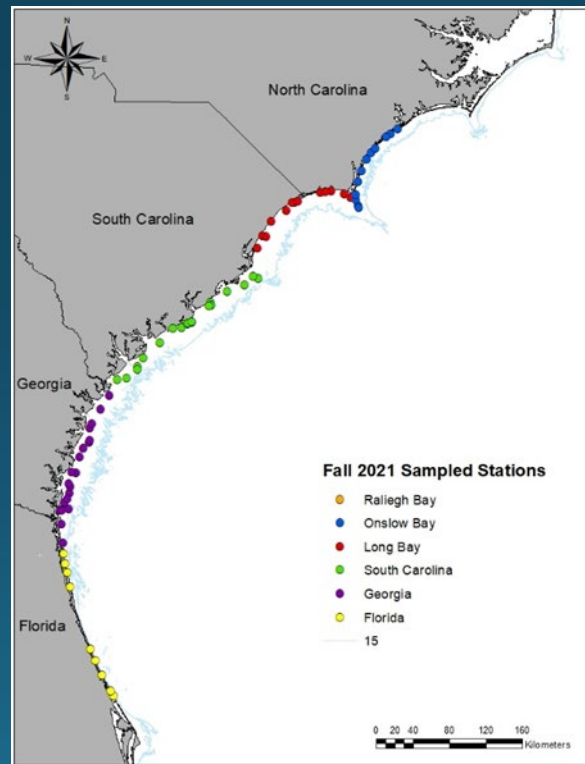 N
W E
S
North Carolina
South Carolina
Georgia
Florida
Fall 2021 Sampled Stations
Raliegh Bay
Onslow Bay
Long Bay
South Carolina
Georgia
Florida
15
0 20 40 80 120 160
Kilometers